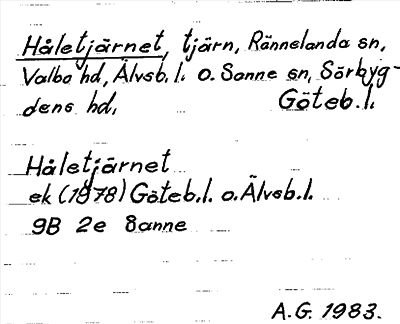 Håletjärnet, tjärn, Rännelanda sn,
Valbo hd, Älvsb. l. o. Sanne sn, Sörbyg-
dens hd, Göteb. l.
Håletjärnet
ek (1978) Göteb. l. o. Älvsb. l.
9B 2e Sanne
A.G. 1983.